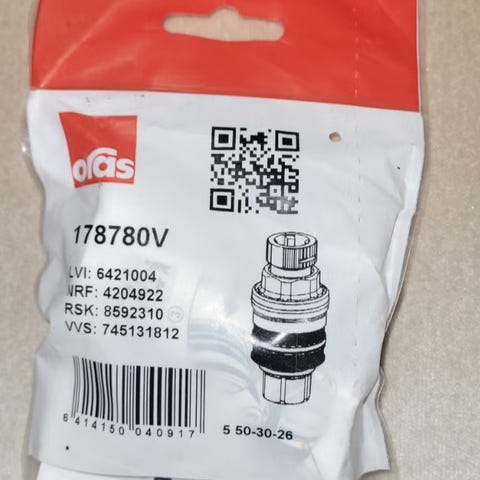 oras
178780V
LVI: 6421004
NRF: 4204922
RSK: 8592310
VVS: 745131812
6 414150 040917
5 50-30-26